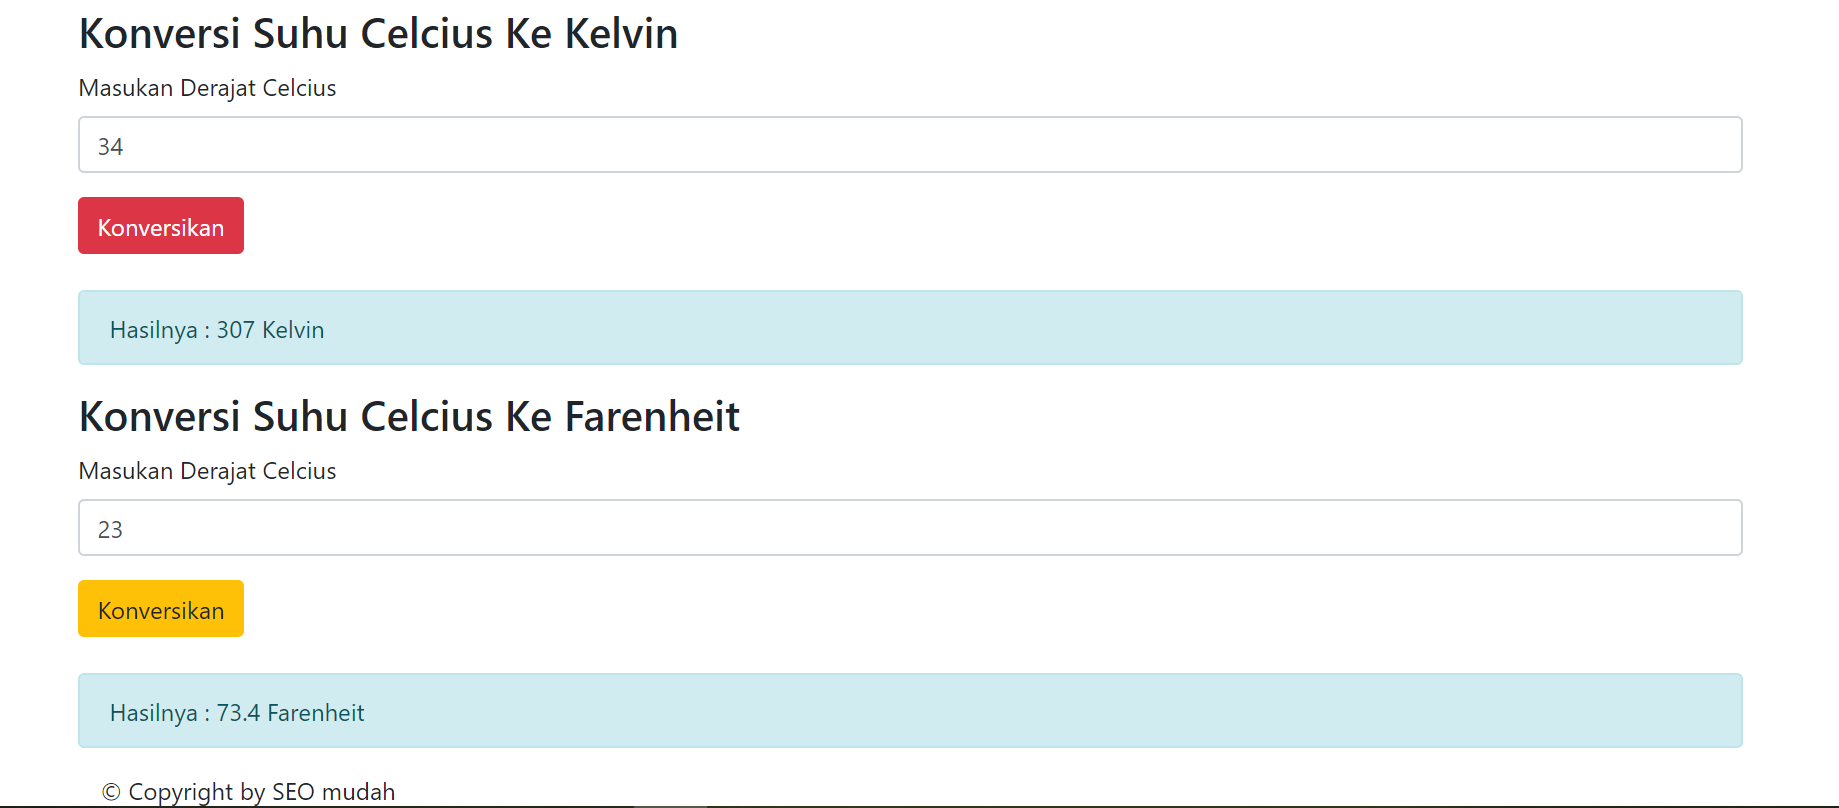 Konversi Suhu Celcius Ke Kelvin
Masukan Derajat Celcius
34
Konversikan
Hasilnya : 307 Kelvin
Konversi Suhu Celcius Ke Farenheit
Masukan Derajat Celcius
23
Konversikan
Hasilnya : 73.4 Farenheit
© Copyright by SEO mudah